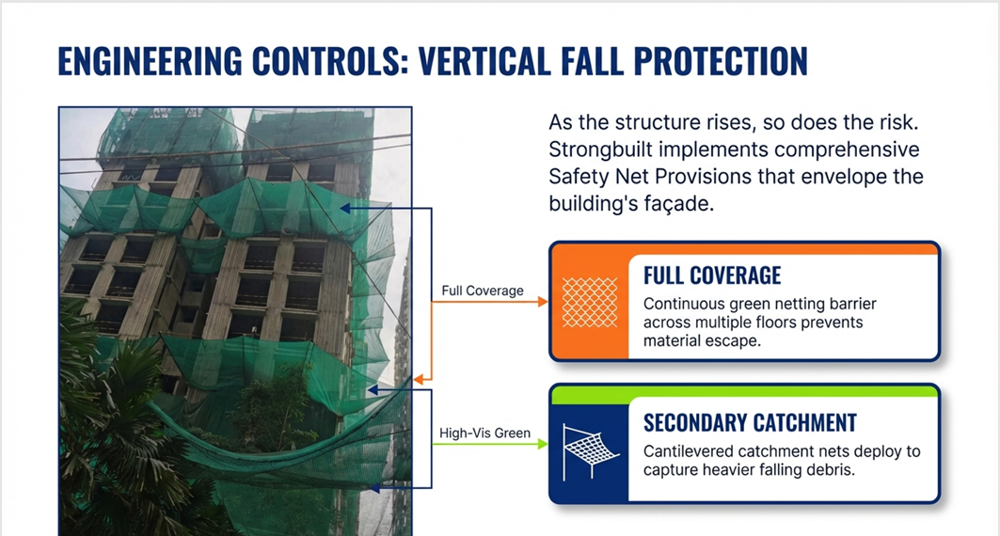 ENGINEERING CONTROLS: VERTICAL FALL PROTECTION
As the structure rises, so does the risk.
Strongbuilt implements comprehensive
Safety Net Provisions that envelope the
building's façade.
Full Coverage
FULL COVERAGE
Continuous green netting barrier
across multiple floors prevents
material escape.
High-Vis Green
SECONDARY CATCHMENT
Cantilevered catchment nets deploy to
capture heavier falling debris.